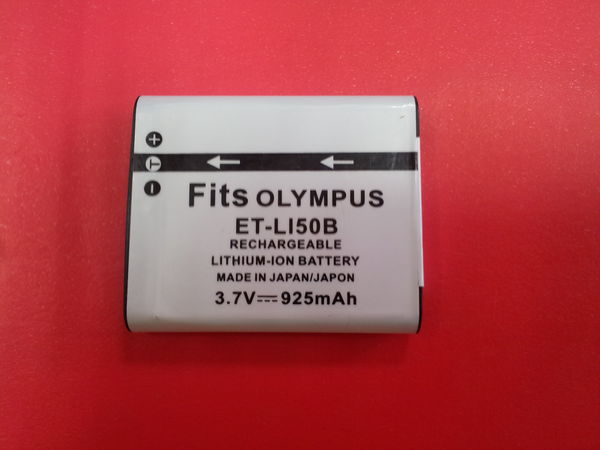 Fits OLYMPUS
ET-LI50B
RECHARGEABLE
LITHIUM-ION BATTERY
MADE IN JAPAN/JAPON
3.7V⎓925mAh